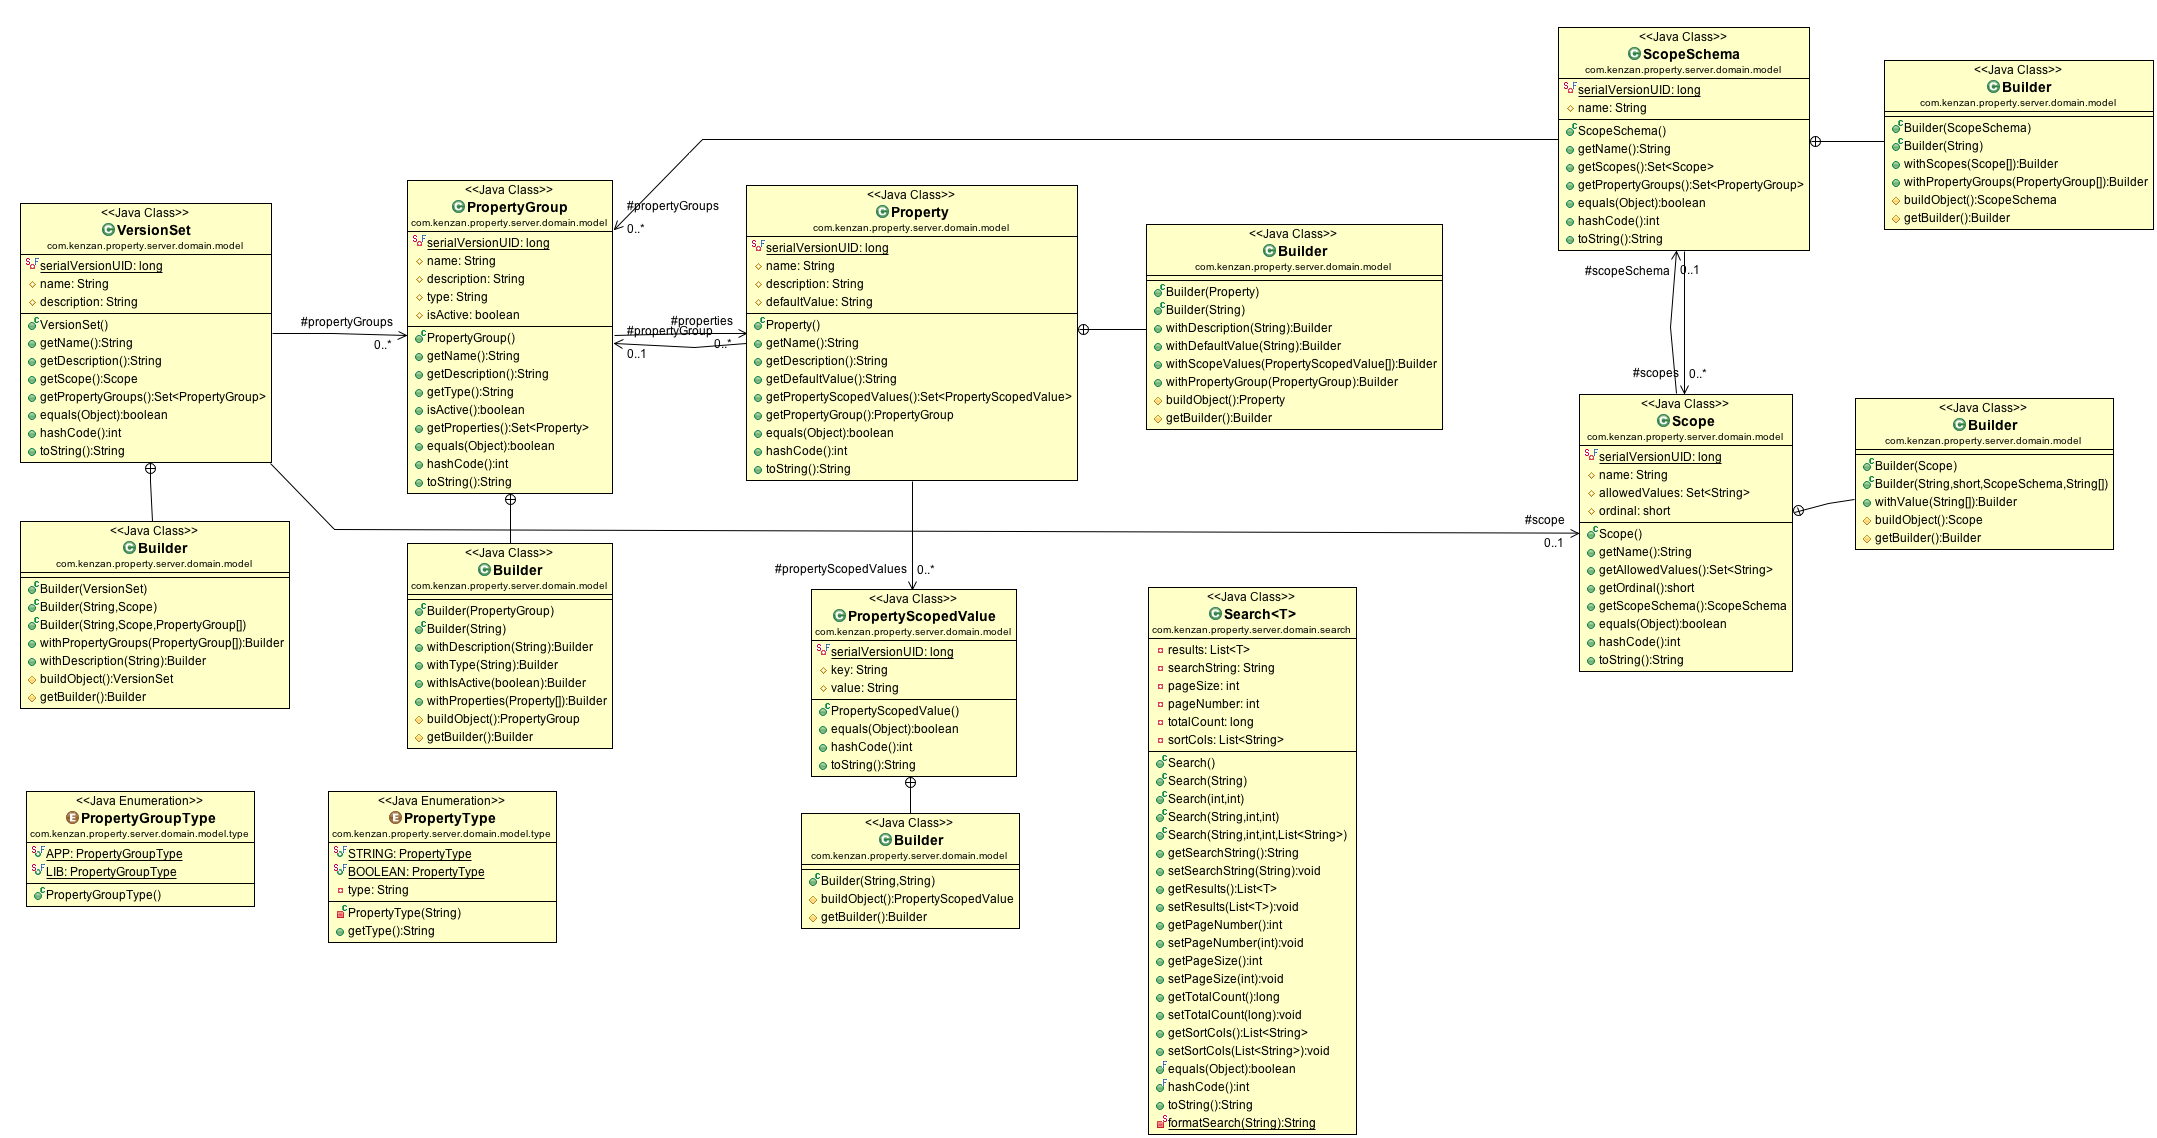 <<Java Class>>
ScopeSchema
com.kenzan.property.server.domain.model
serialVersionUID: long
name: String
ScopeSchema()
getName():String
getScopes():Set<Scope>
getPropertyGroups():Set<PropertyGroup>
equals(Object):boolean
hashCode():int
toString():String
<<Java Class>>
Builder
com.kenzan.property.server.domain.model
Builder(ScopeSchema)
Builder(String)
withScopes(Scope[]):Builder
withPropertyGroups(PropertyGroup[]):Builder
buildObject():ScopeSchema
getBuilder():Builder
<<Java Class>>
VersionSet
com.kenzan.property.server.domain.model
serialVersionUID: long
name: String
description: String
VersionSet()
getName():String
getDescription():String
getScope():Scope
getPropertyGroups():Set<PropertyGroup>
equals(Object):boolean
hashCode():int
toString():String
#propertyGroups
0..*
<<Java Class>>
PropertyGroup
com.kenzan.property.server.domain.model
serialVersionUID: long
name: String
description: String
type: String
isActive: boolean
PropertyGroup()
getName():String
getDescription():String
getType():String
isActive():boolean
getProperties():Set<Property>
equals(Object):boolean
hashCode():int
toString():String
#propertyGroups
0..*
#properties
#propertyGroup
0..*
0..1
<<Java Class>>
Property
com.kenzan.property.server.domain.model
serialVersionUID: long
name: String
description: String
defaultValue: String
Property()
getName():String
getDescription():String
getDefaultValue():String
getPropertyScopedValues():Set<PropertyScopedValue>
getPropertyGroup():PropertyGroup
equals(Object):boolean
hashCode():int
toString():String
<<Java Class>>
Builder
com.kenzan.property.server.domain.model
Builder(Property)
Builder(String)
withDescription(String):Builder
withDefaultValue(String):Builder
withScopeValues(PropertyScopedValue[]):Builder
withPropertyGroup(PropertyGroup):Builder
buildObject():Property
getBuilder():Builder
#scopeSchema
0..1
#scopes
0..*
<<Java Class>>
Scope
com.kenzan.property.server.domain.model
serialVersionUID: long
name: String
allowedValues: Set<String>
ordinal: short
Scope()
getName():String
getAllowedValues():Set<String>
getOrdinal():short
getScopeSchema():ScopeSchema
equals(Object):boolean
hashCode():int
toString():String
<<Java Class>>
Builder
com.kenzan.property.server.domain.model
Builder(Scope)
Builder(String,short,ScopeSchema,String[])
withValue(String[]):Builder
buildObject():Scope
getBuilder():Builder
#scope
0..1
<<Java Class>>
Builder
com.kenzan.property.server.domain.model
Builder(VersionSet)
Builder(String,Scope)
Builder(String,Scope,PropertyGroup[])
withPropertyGroups(PropertyGroup[]):Builder
withDescription(String):Builder
buildObject():VersionSet
getBuilder():Builder
<<Java Class>>
Builder
com.kenzan.property.server.domain.model
Builder(PropertyGroup)
Builder(String)
withDescription(String):Builder
withType(String):Builder
withIsActive(boolean):Builder
withProperties(Property[]):Builder
buildObject():PropertyGroup
getBuilder():Builder
#propertyScopedValues
0..*
<<Java Class>>
PropertyScopedValue
com.kenzan.property.server.domain.model
serialVersionUID: long
key: String
value: String
PropertyScopedValue()
equals(Object):boolean
hashCode():int
toString():String
<<Java Class>>
Builder
com.kenzan.property.server.domain.model
Builder(String,String)
buildObject():PropertyScopedValue
getBuilder():Builder
<<Java Class>>
Search<T>
com.kenzan.property.server.domain.search
results: List<T>
searchString: String
pageSize: int
pageNumber: int
totalCount: long
sortCols: List<String>
Search()
Search(String)
Search(int,int)
Search(String,int,int)
Search(String,int,int,List<String>)
getSearchString():String
setSearchString(String):void
getResults():List<T>
setResults(List<T>):void
getPageNumber():int
setPageNumber(int):void
getPageSize():int
setPageSize(int):void
getTotalCount():long
setTotalCount(long):void
getSortCols():List<String>
setSortCols(List<String>):void
equals(Object):boolean
hashCode():int
toString():String
formatSearch(String):String
<<Java Enumeration>>
PropertyGroupType
com.kenzan.property.server.domain.model.type
APP: PropertyGroupType
LIB: PropertyGroupType
PropertyGroupType()
<<Java Enumeration>>
PropertyType
com.kenzan.property.server.domain.model.type
STRING: PropertyType
BOOLEAN: PropertyType
type: String
PropertyType(String)
getType():String